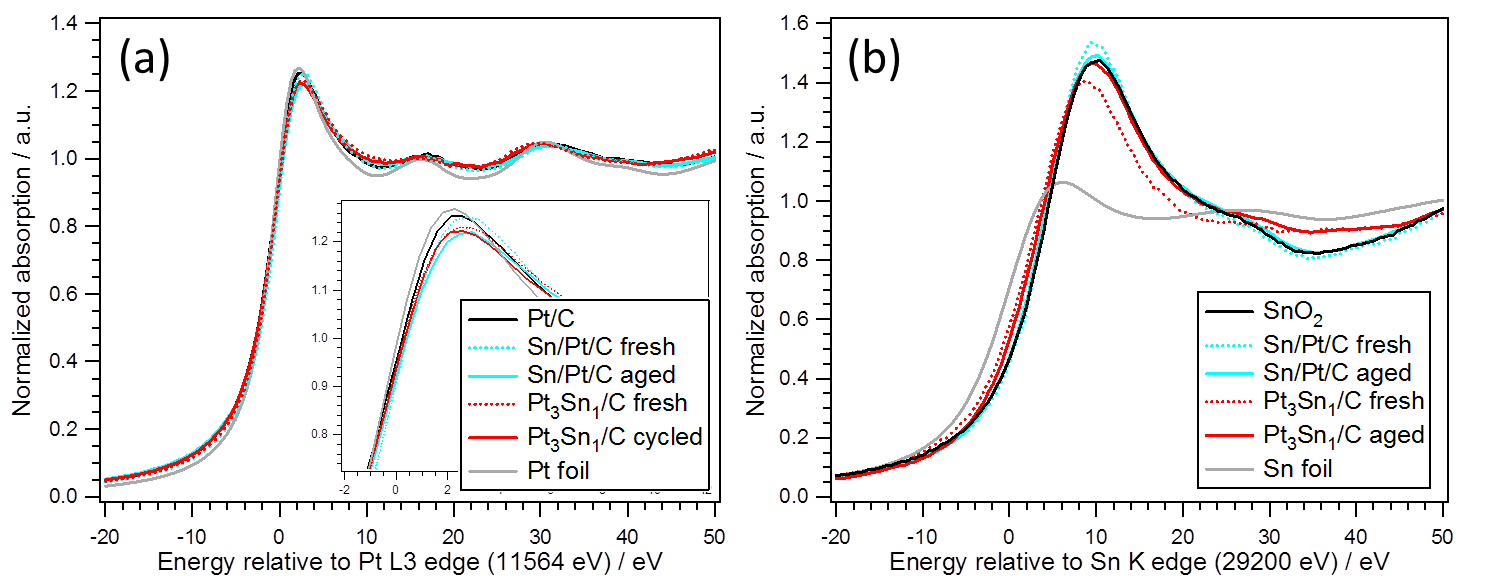 (a)
Normalized absorption / a.u.
1.4
1.2
1.0
0.8
0.6
0.4
0.2
0.0
1.2
1.1
1.0
0.9
0.8
-2 0 2
Pt/C
Sn/Pt/C fresh
Sn/Pt/C aged
Pt3Sn1/C fresh
Pt3Sn1/C cycled
Pt foil
-20 -10 0 10 20 30 40 50
Energy relative to Pt L3 edge (11564 eV) / eV
(b)
Normalized absorption / a.u.
1.6
1.4
1.2
1.0
0.8
0.6
0.4
0.2
0.0
SnO2
Sn/Pt/C fresh
Sn/Pt/C aged
Pt3Sn1/C fresh
Pt3Sn1/C aged
Sn foil
-20 -10 0 10 20 30 40 50
Energy relative to Sn K edge (29200 eV) / eV